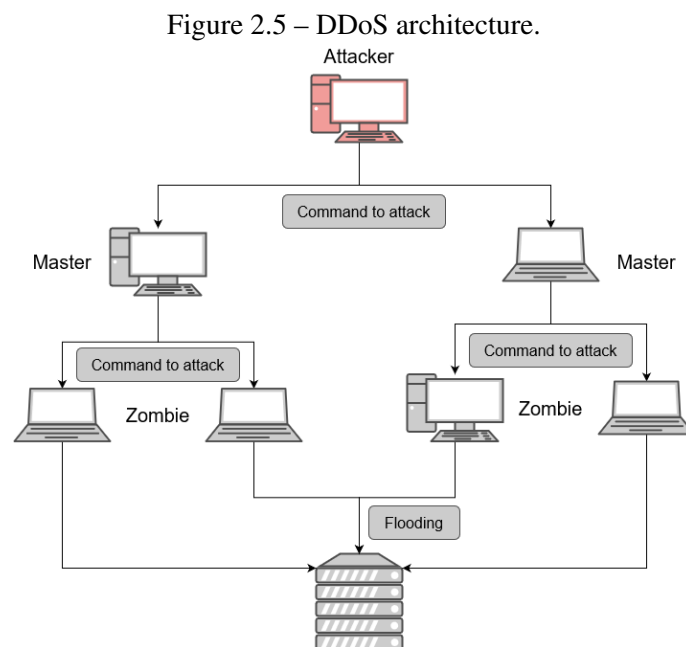 Figure 2.5 – DDoS architecture.
Attacker
Command to attack
Master
Master
Command to attack
Command to attack
Zombie
Zombie
Flooding